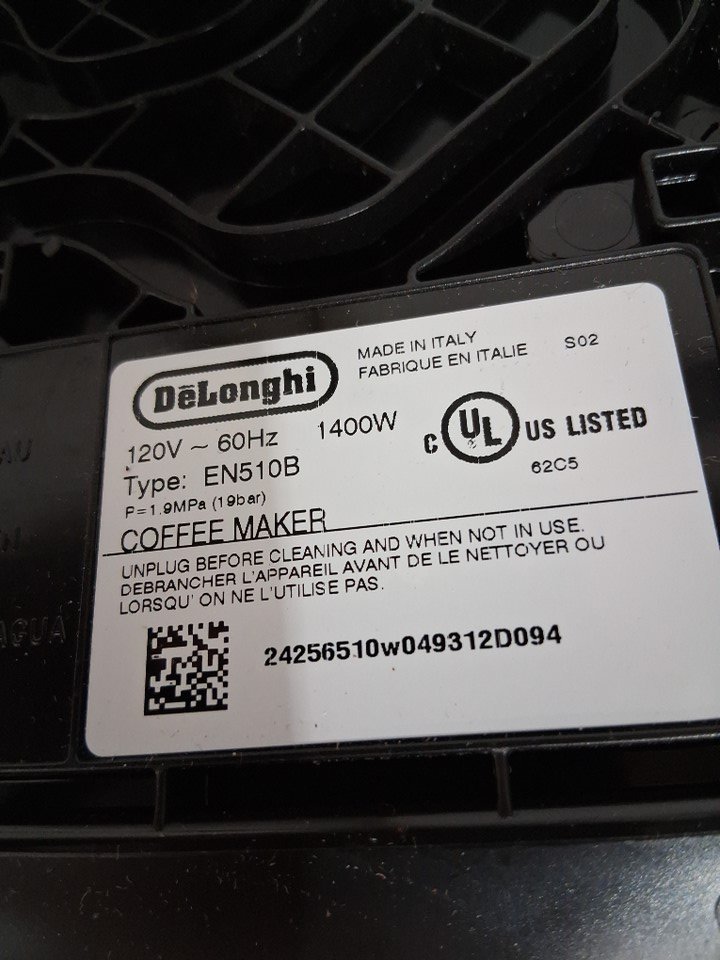 DeLonghi
MADE IN ITALY
FABRIQUE EN ITALIE
S02
120V ~ 60Hz 1400W
Type: EN510B
P=1.9MPa (19bar)
COFFEE MAKER
C UL US LISTED
62C5
UNPLUG BEFORE CLEANING AND WHEN NOT IN USE.
DEBRANCHER L'APPAREIL AVANT DE LE NETTOYER OU
LORSQU' ON NE L'UTILISE PAS.
24256510w049312D094
AGUA